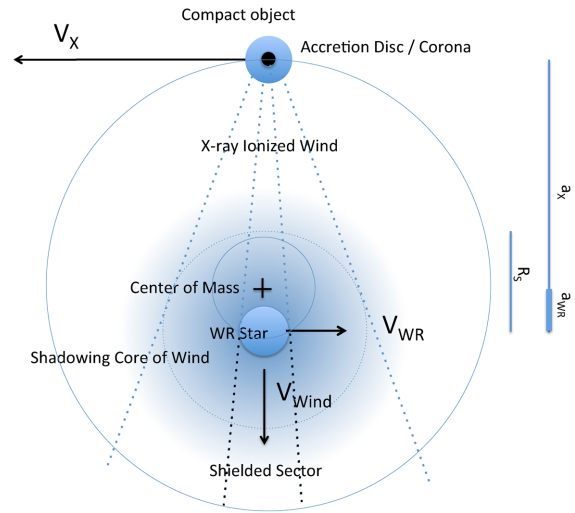 Compact object
V_X
Accretion Disc / Corona
X-ray Ionized Wind
a_X
R_S
Center of Mass
a_WR
WR Star
V_WR
Shadowing Core of Wind
V_Wind
Shielded Sector